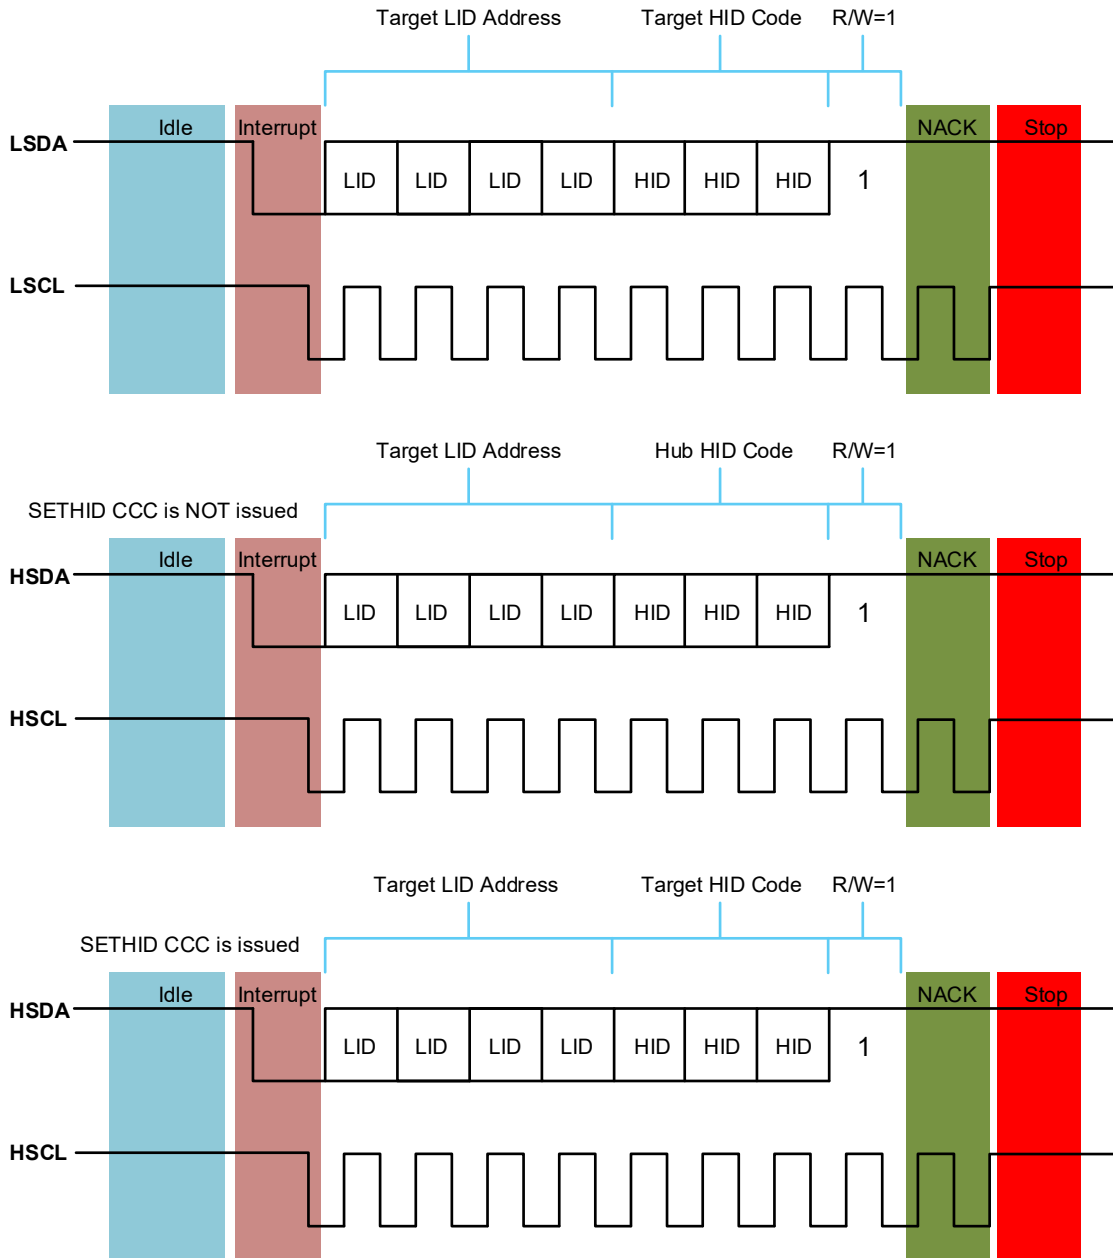 Target LID Address Target HID Code R/W=1
Idle Interrupt NACK Stop
LSDA
LID LID LID LID HID HID HID 1
LSCL
Target LID Address Hub HID Code R/W=1
SETHID CCC is NOT issued
Idle Interrupt NACK Stop
HSDA
LID LID LID LID HID HID HID 1
HSCL
Target LID Address Target HID Code R/W=1
SETHID CCC is issued
Idle Interrupt NACK Stop
HSDA
LID LID LID LID HID HID HID 1
HSCL